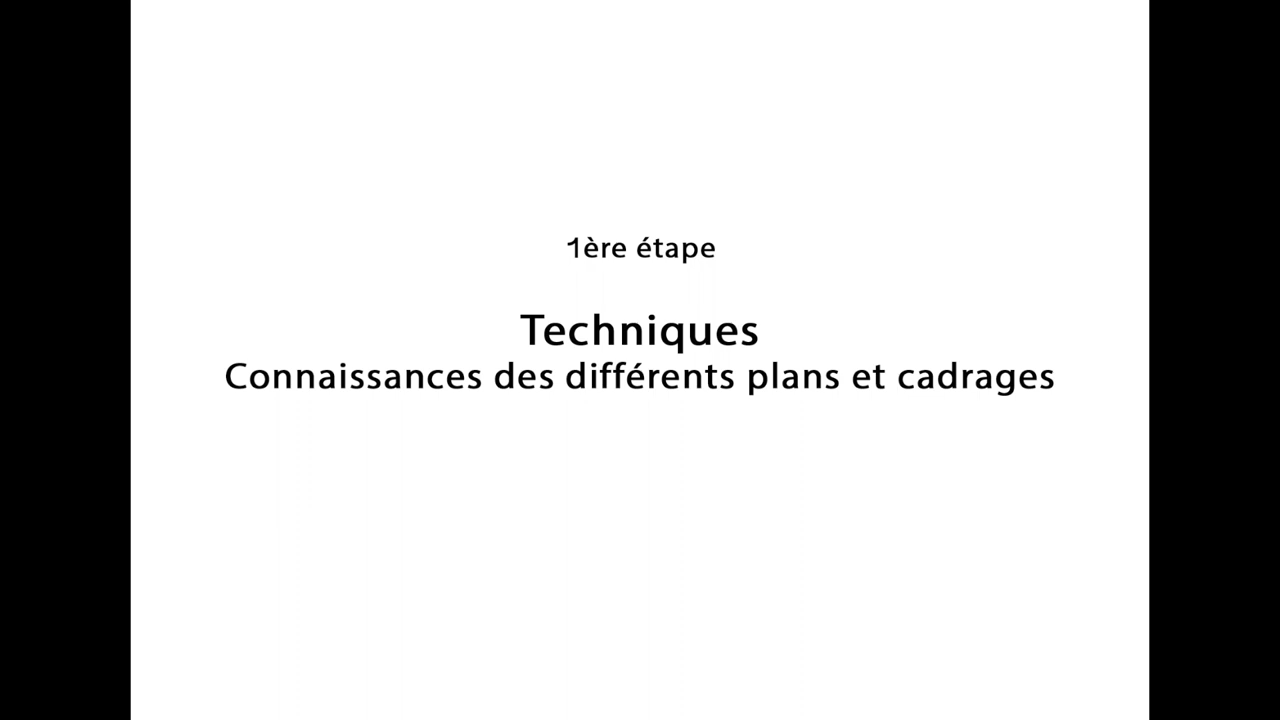 1ère étape
Techniques
Connaissances des différents plans et cadrages